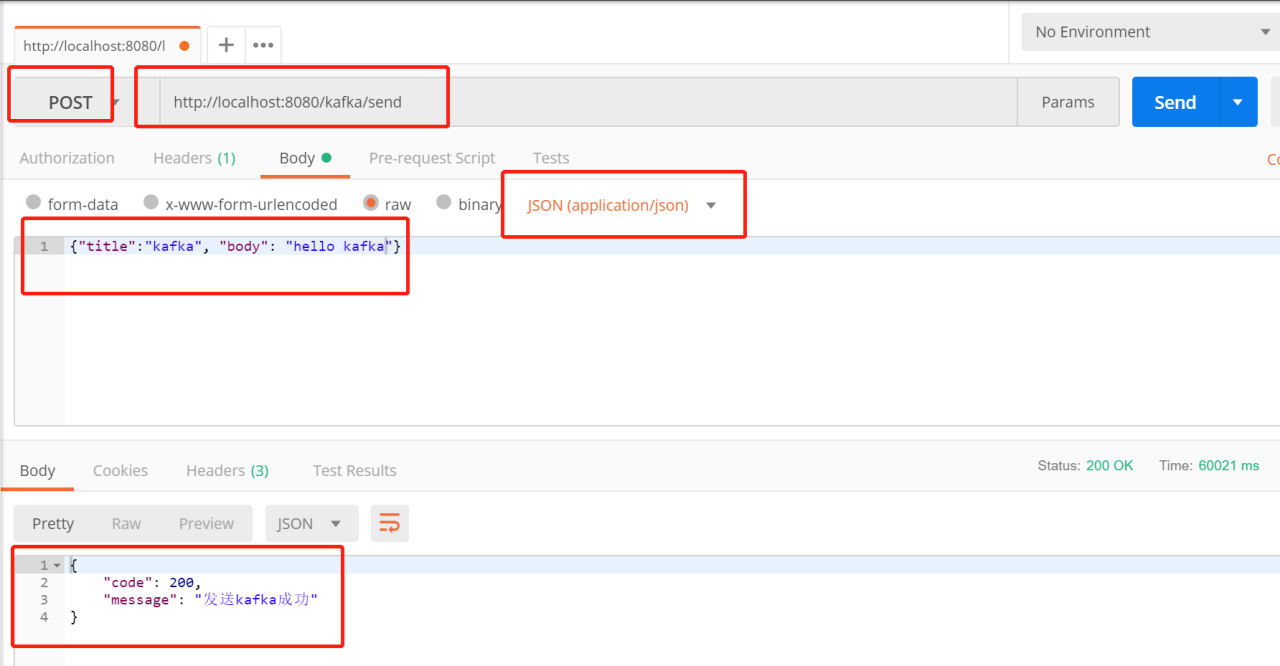 http://localhost:8080/l
No Environment
POST http://localhost:8080/kafka/send Params Send
Authorization Headers (1) Body Pre-request Script Tests
form-data x-www-form-urlencoded raw binary JSON (application/json)
1 {"title":"kafka", "body": "hello kafka"}
Body Cookies Headers (3) Test Results Status: 200 OK Time: 60021 ms
Pretty Raw Preview JSON
1 {
2 "code": 200,
3 "message": "发送kafka成功"
4 }